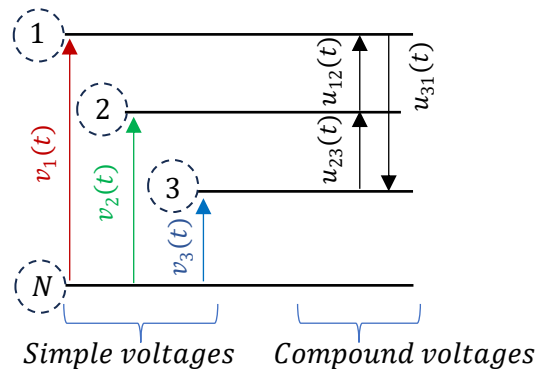 1
2
3
N
v₁(t)
v₂(t)
v₃(t)
u₁₂(t)
u₂₃(t)
u₃₁(t)
Simple voltages
Compound voltages